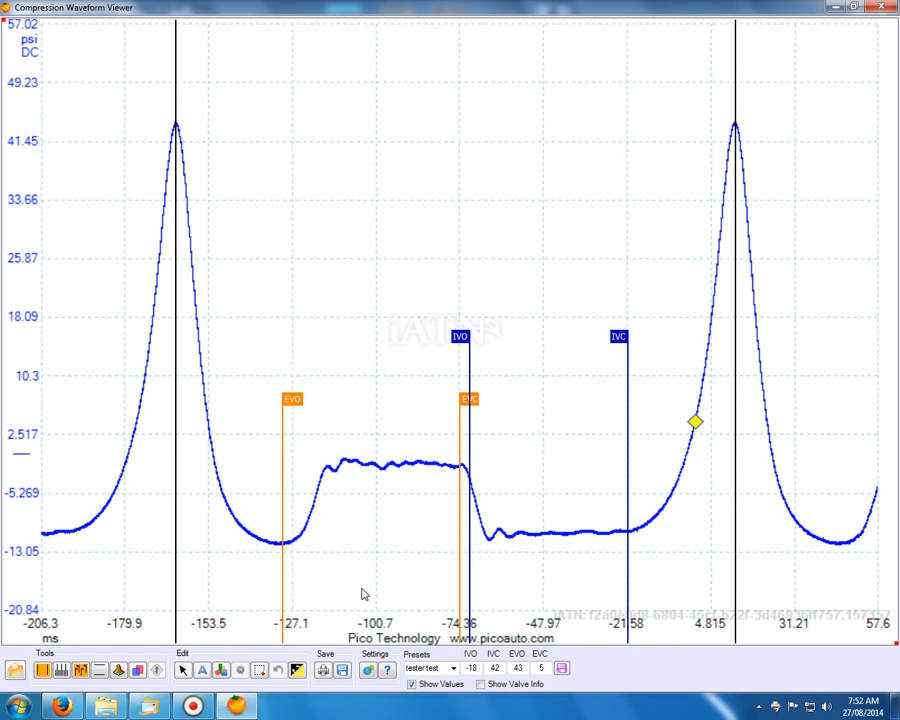 Compression Waveform Viewer
57.02
psi
DC
49.23
41.45
33.66
25.87
18.09
10.3
2.517
-5.269
-13.05
-20.84
iATN
IVO
IVC
EVO
EVC
-206.3 -179.9 -153.5 -127.1 -100.7 -74.36 -47.97 -21.58 4.815 31.21 57.6
ms
Pico Technology www.picoauto.com
Tools Edit Save Settings Presets IVO IVC EVO EVC
tester test -18 42 43 5
Show Values Show Valve Info
7:52 AM
27/08/2014